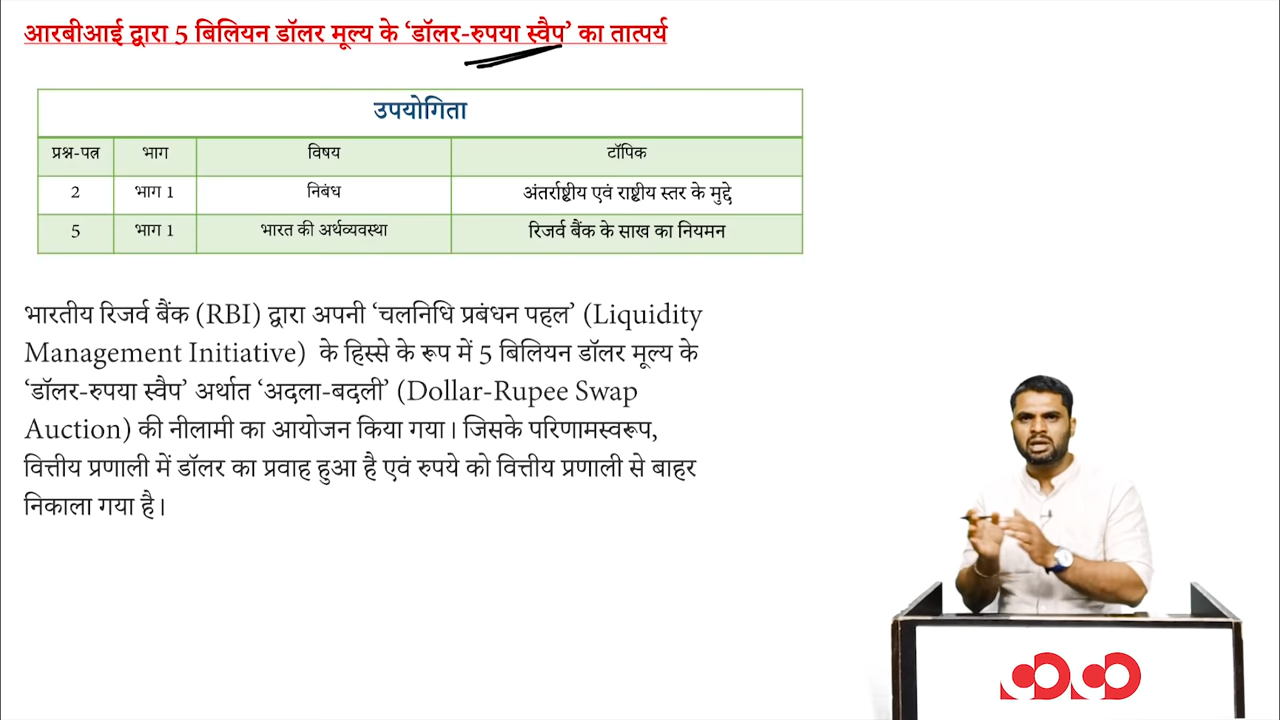 आरबीआई द्वारा 5 बिलियन डॉलर मूल्य के ‘डॉलर-रुपया स्वैप’ का तात्पर्य
उपयोगिता
प्रश्न-पत्र भाग विषय टॉपिक
2 भाग 1 निबंध अंतर्राष्ट्रीय एवं राष्ट्रीय स्तर के मुद्दे
5 भाग 1 भारत की अर्थव्यवस्था रिजर्व बैंक के साख का नियमन
भारतीय रिजर्व बैंक (RBI) द्वारा अपनी ‘चलनिधि प्रबंधन पहल’ (Liquidity
Management Initiative) के हिस्से के रूप में 5 बिलियन डॉलर मूल्य के
‘डॉलर-रुपया स्वैप’ अर्थात ‘अदला-बदली’ (Dollar-Rupee Swap
Auction) की नीलामी का आयोजन किया गया। जिसके परिणामस्वरूप,
वित्तीय प्रणाली में डॉलर का प्रवाह हुआ है एवं रुपये को वित्तीय प्रणाली से बाहर
निकाला गया है।